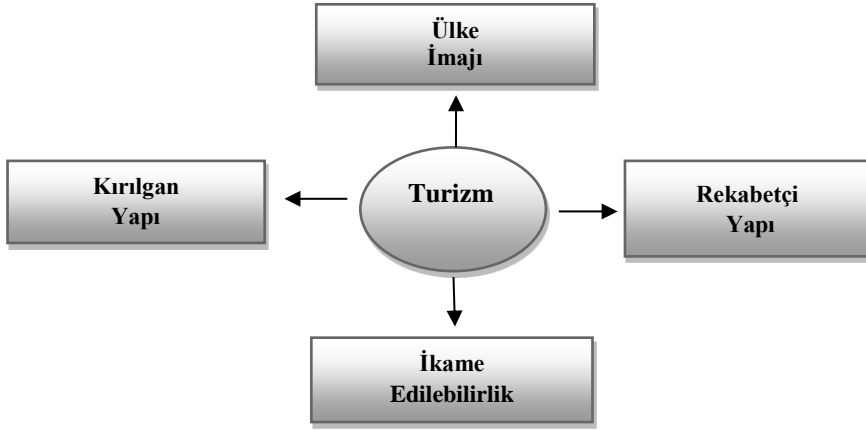 Ülke
İmajı
Kırılgan
Yapı
Turizm
Rekabetçi
Yapı
İkame
Edilebilirlik